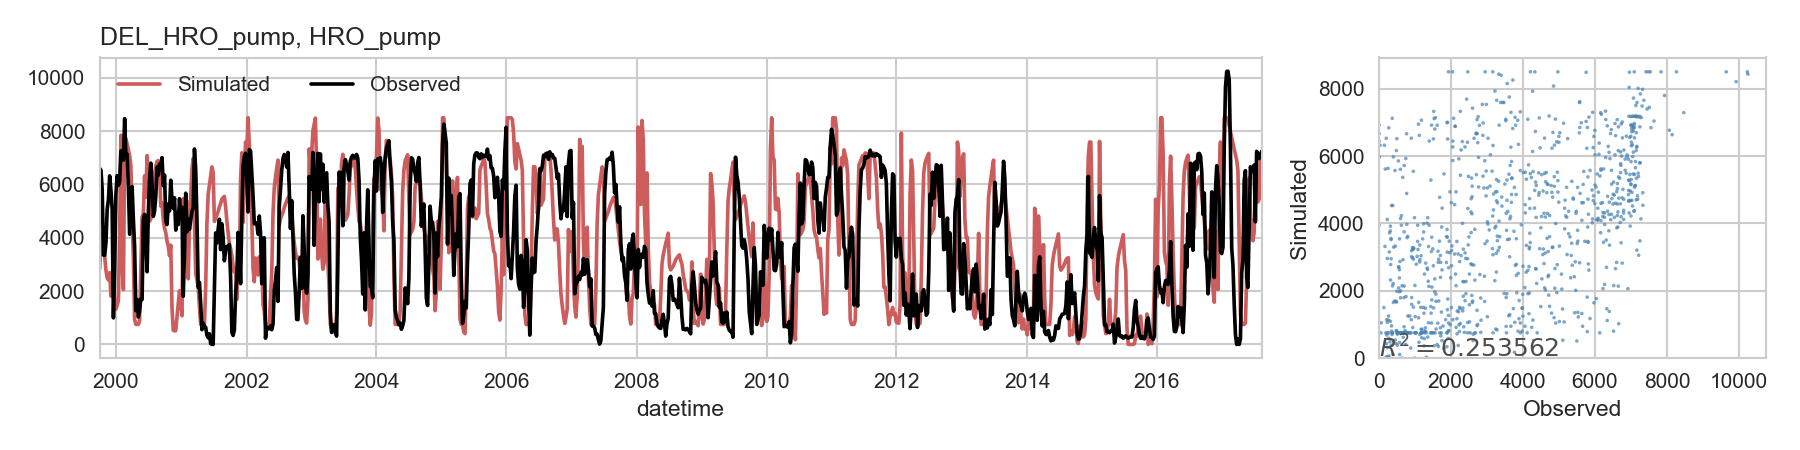 DEL_HRO_pump, HRO_pump
Simulated Observed
10000
8000
6000
4000
2000
0
2000 2002 2004 2006 2008 2010 2012 2014 2016
datetime
Simulated
8000
6000
4000
2000
0
R² = 0.253562
0 2000 4000 6000 8000 10000
Observed